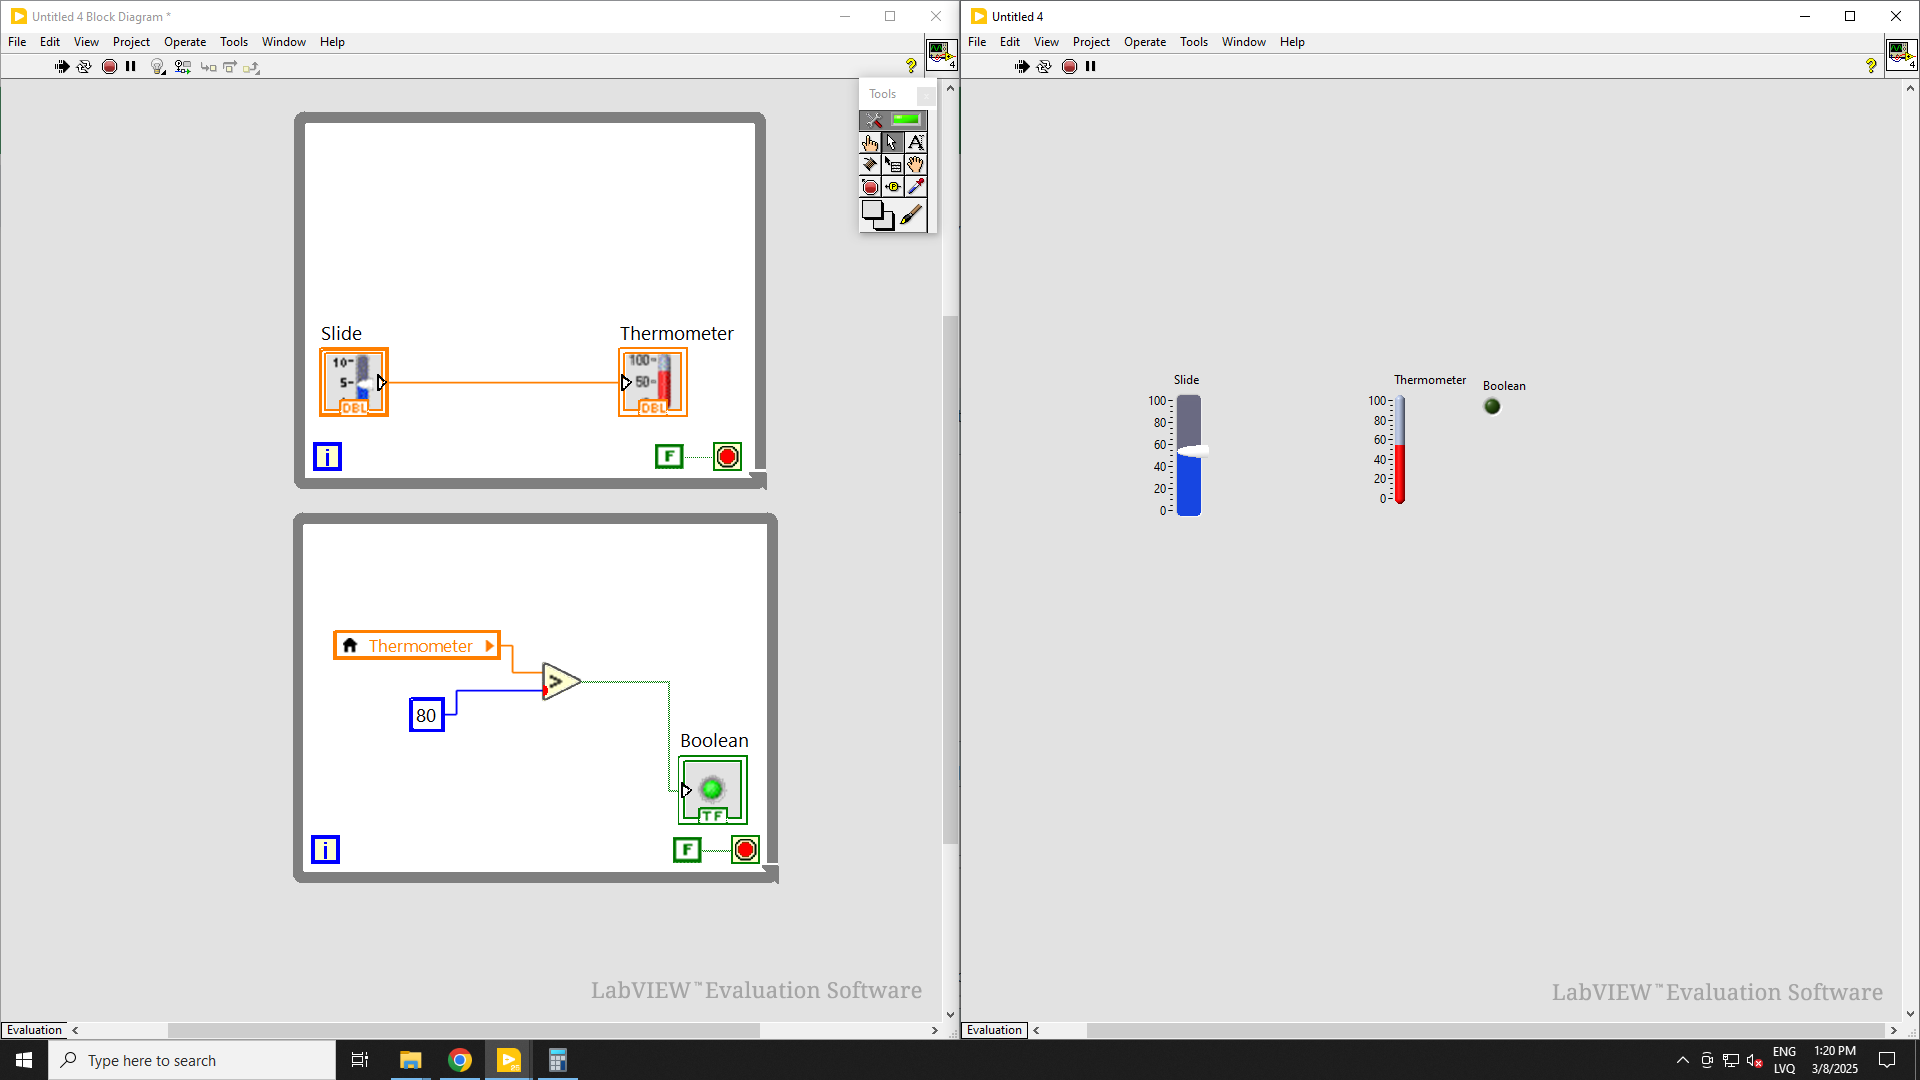 Untitled 4 Block Diagram *
File Edit View Project Operate Tools Window Help
4
Tools
Slide
10
5
DBL
Thermometer
100
50
DBL
i
F
Thermometer
>
80
Boolean
TF
i
F
LabVIEW™ Evaluation Software
Evaluation
Untitled 4
File Edit View Project Operate Tools Window Help
4
Slide
100
80
60
40
20
0
Thermometer
100
80
60
40
20
0
Boolean
LabVIEW™ Evaluation Software
Evaluation
Type here to search
ENG
LVQ
1:20 PM
3/8/2025